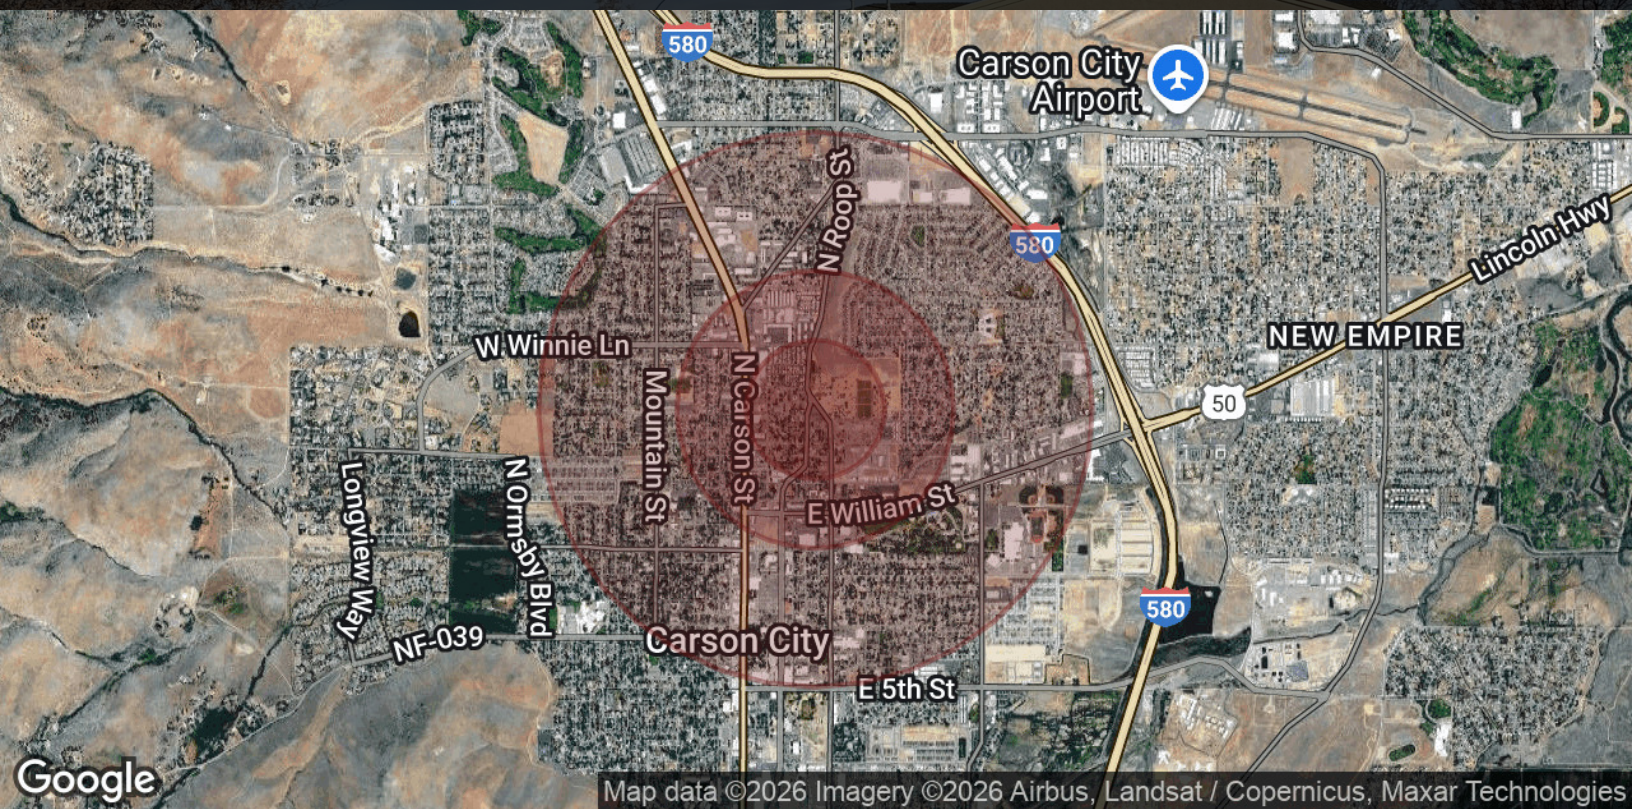 580
Carson City
Airport
N Roop St
Lincoln Hwy
580
NEW EMPIRE
W Winnie Ln
Mountain St
N Carson St
50
E William St
Longview Way
N Ormsby Blvd
580
NF-039
Carson City
E 5th St
Google
Map data ©2026 Imagery ©2026 Airbus, Landsat / Copernicus, Maxar Technologies